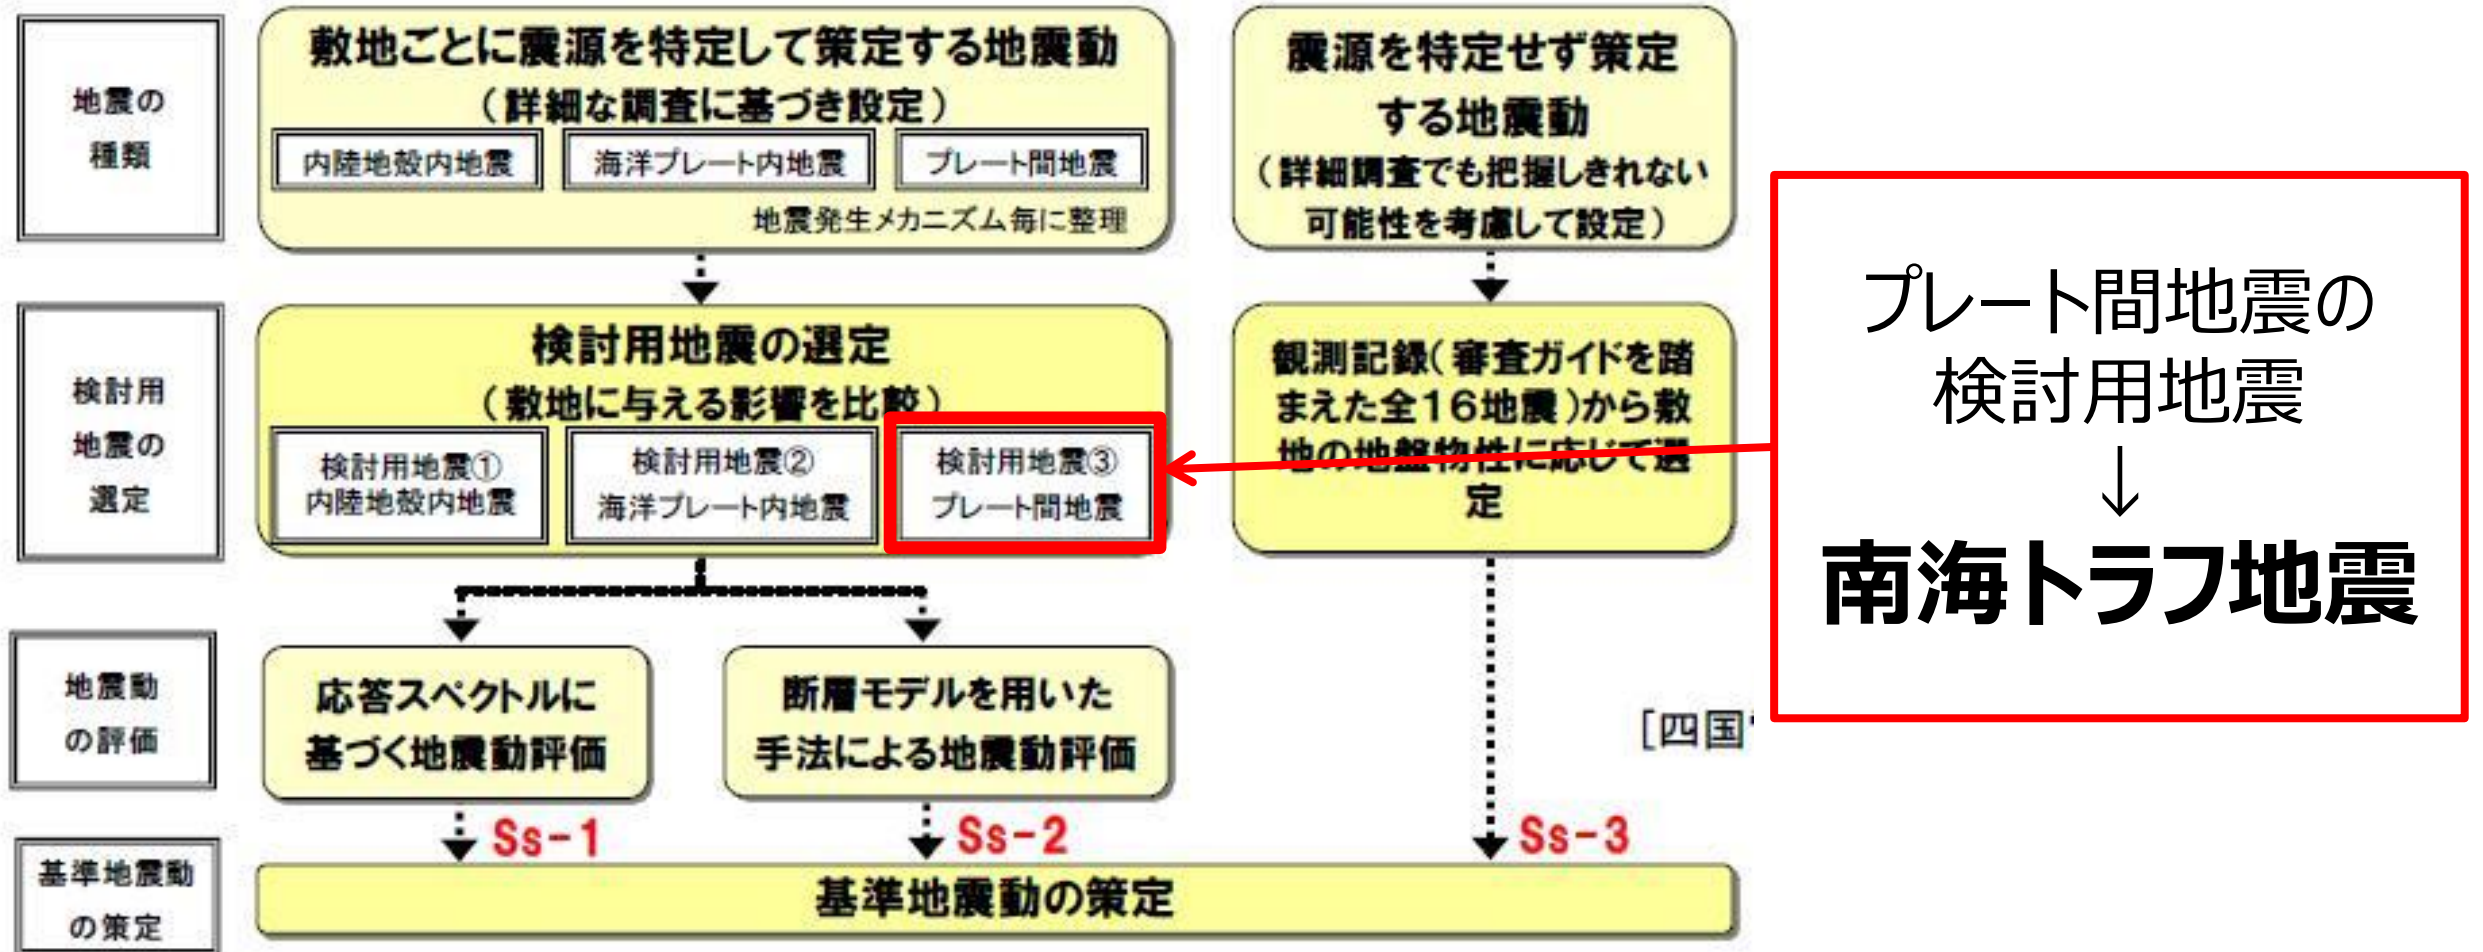 地震の
種類
敷地ごとに震源を特定して策定する地震動
（詳細な調査に基づき設定）
内陸地殻内地震
海洋プレート内地震
プレート間地震
地震発生メカニズム毎に整理
震源を特定せず策定
する地震動
（詳細調査でも把握しきれない
可能性を考慮して設定）
検討用
地震の
選定
検討用地震の選定
（敷地に与える影響を比較）
検討用地震①
内陸地殻内地震
検討用地震②
海洋プレート内地震
検討用地震③
プレート間地震
観測記録（審査ガイドを踏
まえた全１６地震）から敷
地の地盤物性に応じて選
定
プレート間地震の
検討用地震
↓
南海トラフ地震
地震動
の評価
応答スペクトルに
基づく地震動評価
断層モデルを用いた
手法による地震動評価
[四国
Ss-1
Ss-2
Ss-3
基準地震動
の策定
基準地震動の策定